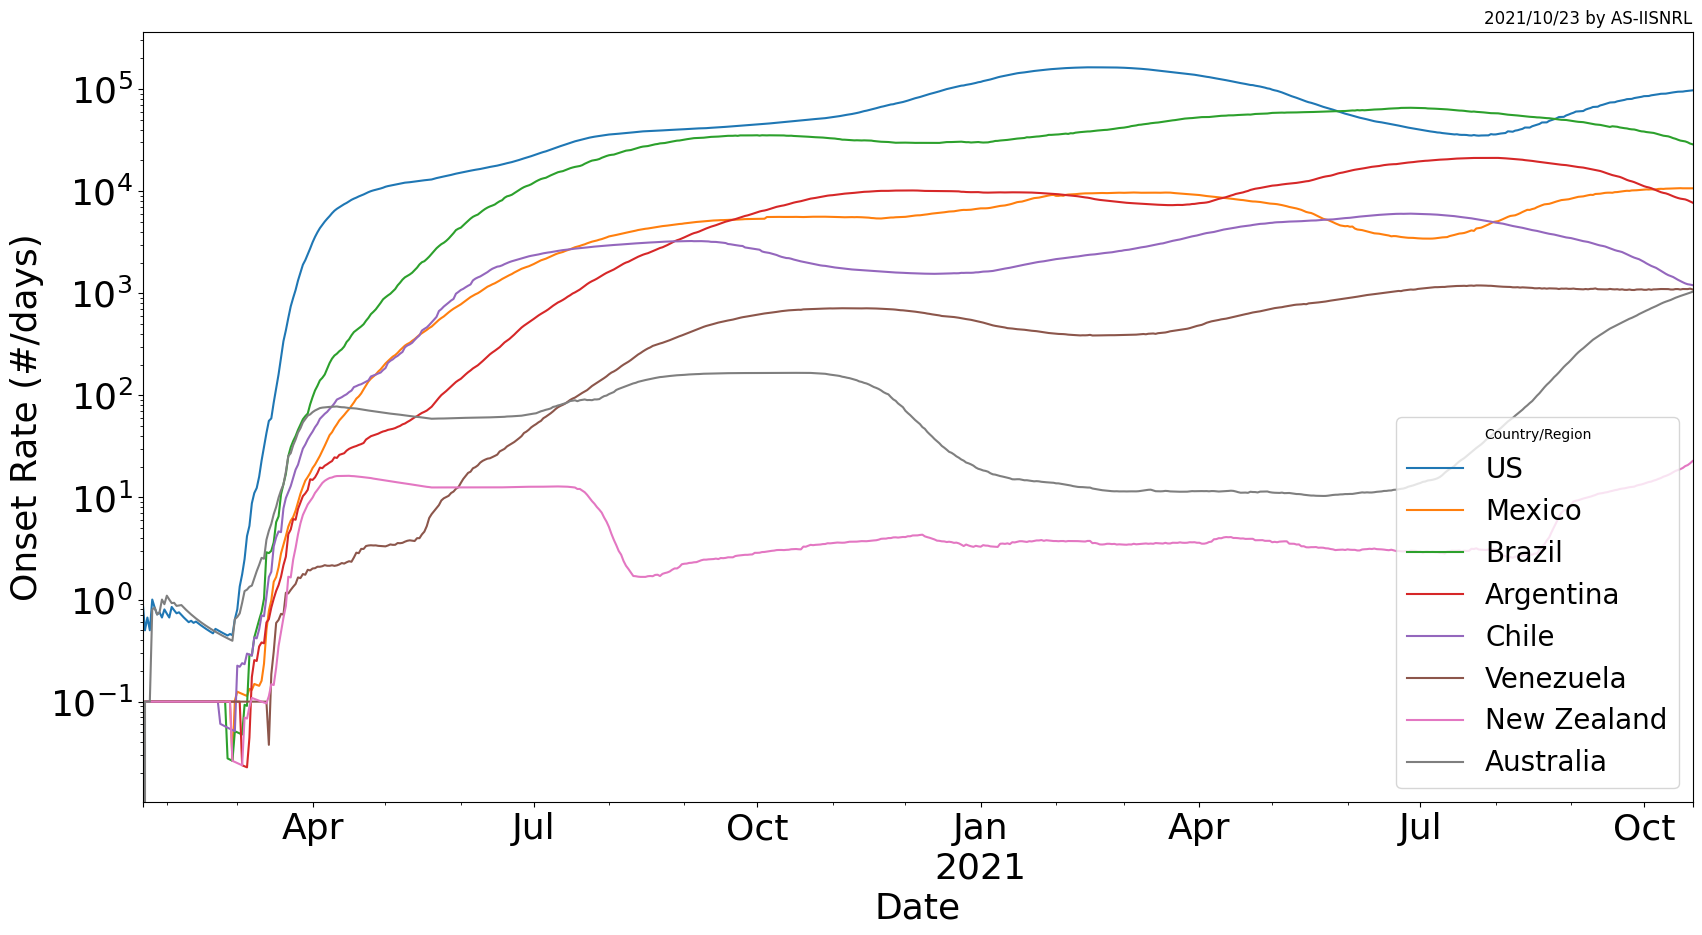 2021/10/23 by AS-IISNRL
Onset Rate (#/days)
10^5
10^4
10^3
10^2
10^1
10^0
10^−1
Country/Region
US
Mexico
Brazil
Argentina
Chile
Venezuela
New Zealand
Australia
Apr Jul Oct Jan Apr Jul Oct
2021
Date